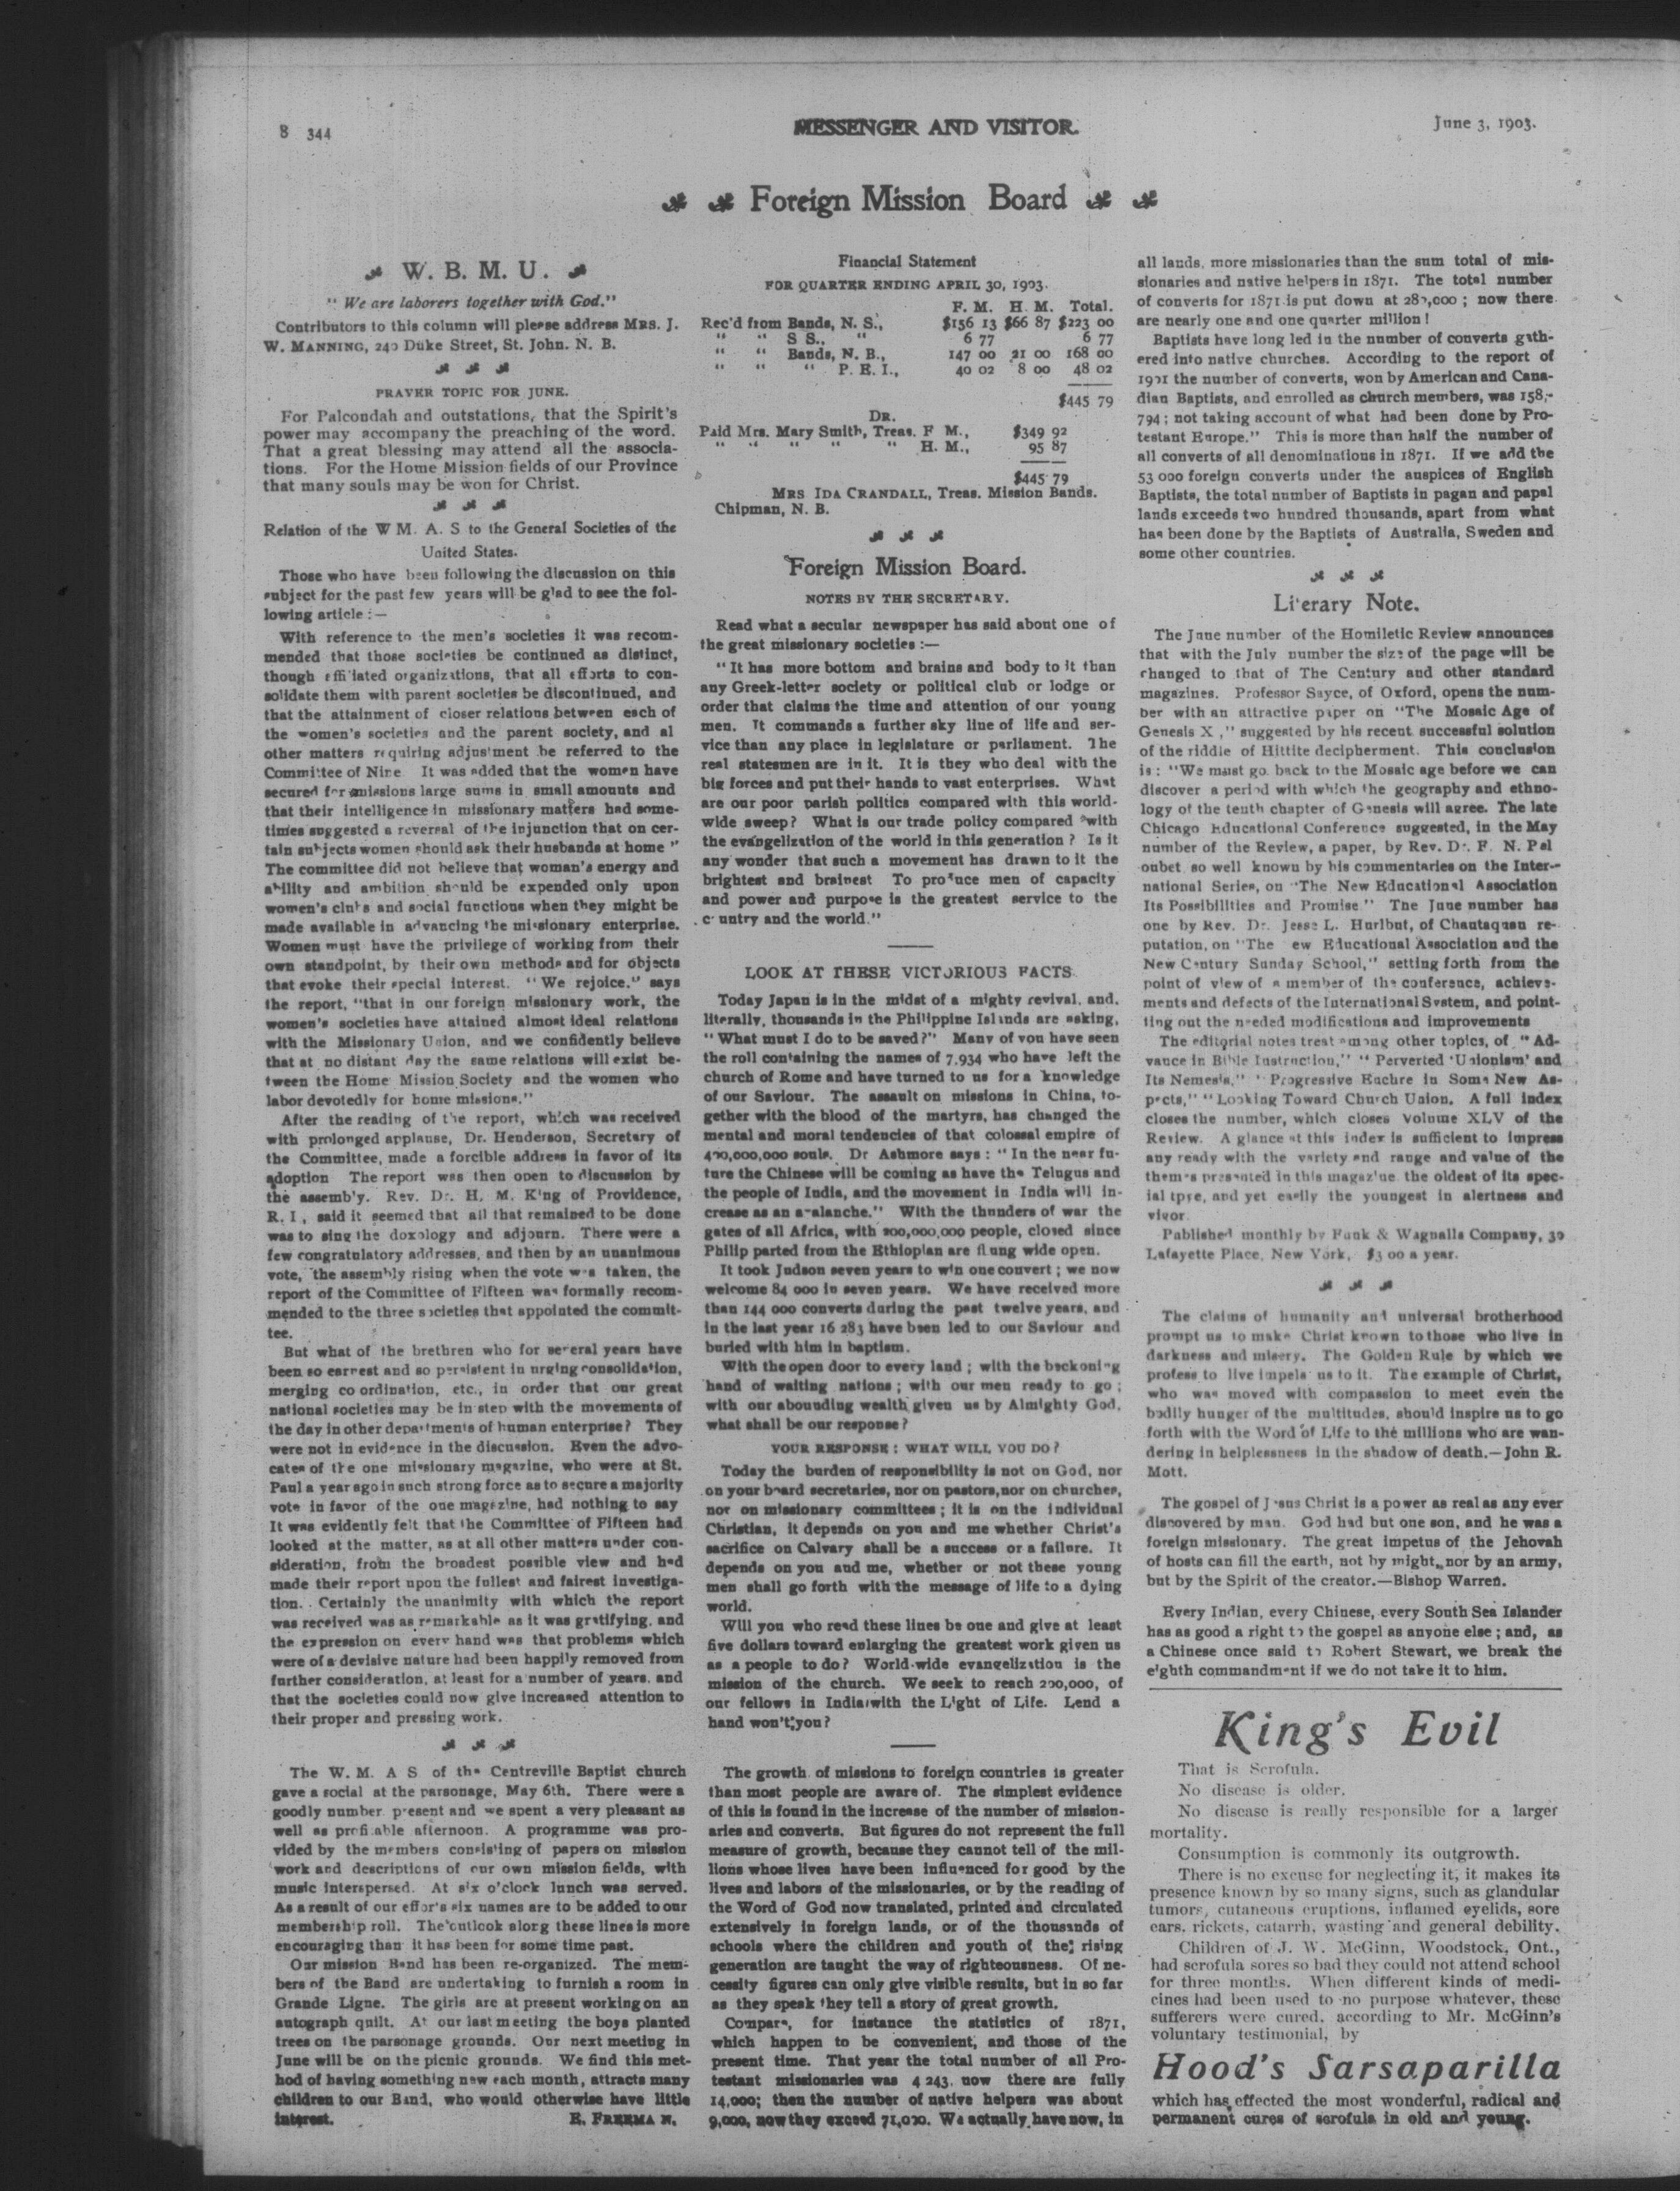 8 344
MESSENGER AND VISITOR.
June 3, 1903.
Foreign Mission Board
W. B. M. U.
"We are laborers together with God."
Contributors to this column will please address MRS. J.
W. MANNING, 240 Duke Street, St. John. N. B.
PRAYER TOPIC FOR JUNE.
For Palcondah and outstations, that the Spirit's
power may accompany the preaching of the word.
That a great blessing may attend all the associa-
tions. For the Home Mission fields of our Province
that many souls may be won for Christ.
Relation of the W M. A. S to the General Societies of the
United States.
Those who have been following the discussion on this
subject for the past few years will be glad to see the fol-
lowing article :—
With reference to the men's societies it was recom-
mended that those societies be continued as distinct,
though affiliated organizations, that all efforts to con-
solidate them with parent societies be discontinued, and
that the attainment of closer relations between each of
the women's societies and the parent society, and al
other matters requiring adjustment be referred to the
Committee of Nine It was added that the women have
secured for missions large sums in small amounts and
that their intelligence in missionary matters had some-
times suggested a reversal of the injunction that on cer-
tain subjects women should ask their husbands at home "
The committee did not believe that woman's energy and
ability and ambition should be expended only upon
women's clubs and social functions when they might be
made available in advancing the missionary enterprise.
Women must have the privilege of working from their
own standpoint, by their own methods and for objects
that evoke their special interest. "We rejoice," says
the report, "that in our foreign missionary work, the
women's societies have attained almost ideal relations
with the Missionary Union, and we confidently believe
that at no distant day the same relations will exist be-
tween the Home Mission Society and the women who
labor devotedly for home missions."
After the reading of the report, which was received
with prolonged applause, Dr. Henderson, Secretary of
the Committee, made a forcible address in favor of its
adoption The report was then open to discussion by
the assembly. Rev. Dr. H. M. King of Providence,
R. I., said it seemed that all that remained to be done
was to sing the doxology and adjourn. There were a
few congratulatory addresses, and then by an unanimous
vote, the assembly rising when the vote was taken, the
report of the Committee of Fifteen was formally recom-
mended to the three societies that appointed the commit-
tee.
But what of the brethren who for several years have
been so earnest and so persistent in urging consolidation,
merging co ordination, etc., in order that our great
national societies may be in step with the movements of
the day in other departments of human enterprise? They
were not in evidence in the discussion. Even the advo-
cates of the one missionary magazine, who were at St.
Paul a year ago in such strong force as to secure a majority
vote in favor of the one magazine, had nothing to say
It was evidently felt that the Committee of Fifteen had
looked at the matter, as at all other matters under con-
sideration, from the broadest possible view and had
made their report upon the fullest and fairest investiga-
tion. Certainly the unanimity with which the report
was received was as remarkable as it was gratifying, and
the expression on every hand was that problems which
were of a devisive nature had been happily removed from
further consideration, at least for a number of years, and
that the societies could now give increased attention to
their proper and pressing work.
The W. M. A S of the Centreville Baptist church
gave a social at the parsonage, May 6th. There were a
goodly number present and we spent a very pleasant as
well as profitable afternoon. A programme was pro-
vided by the members consisting of papers on mission
work and descriptions of our own mission fields, with
music interspersed. At six o'clock lunch was served.
As a result of our efforts six names are to be added to our
membership roll. The outlook along these lines is more
encouraging than it has been for some time past.
Our mission Band has been re-organized. The mem-
bers of the Band are undertaking to furnish a room in
Grande Ligne. The girls are at present working on an
autograph quilt. At our last meeting the boys planted
trees on the parsonage grounds. Our next meeting in
June will be on the picnic grounds. We find this met-
hod of having something new each month, attracts many
children to our Band, who would otherwise have little
interest. E. FREEMAN.
Financial Statement
FOR QUARTER ENDING APRIL 30, 1903.
F. M. H. M. Total.
Rec'd from Bands, N. S., $156 13 $66 87 $223 00
" " S S., " 6 77 6 77
" " Bands, N. B., 147 00 21 00 168 00
" " " P. E. I., 40 02 8 00 48 02
$445 79
DR.
Paid Mrs. Mary Smith, Treas. F M., $349 92
" " " " " H. M., 95 87
$445 79
MRS IDA CRANDALL, Treas. Mission Bands.
Chipman, N. B.
Foreign Mission Board.
NOTES BY THE SECRETARY.
Read what a secular newspaper has said about one of
the great missionary societies :—
"It has more bottom and brains and body to it than
any Greek-letter society or political club or lodge or
order that claims the time and attention of our young
men. It commands a further sky line of life and ser-
vice than any place in legislature or parliament. The
real statesmen are in it. It is they who deal with the
big forces and put their hands to vast enterprises. What
are our poor parish politics compared with this world-
wide sweep? What is our trade policy compared with
the evangelization of the world in this generation? Is it
any wonder that such a movement has drawn to it the
brightest and brainest To produce men of capacity
and power and purpose is the greatest service to the
country and the world."
LOOK AT THESE VICTORIOUS FACTS.
Today Japan is in the midst of a mighty revival, and,
literally, thousands in the Philippine Islands are asking,
"What must I do to be saved?" Many of you have seen
the roll containing the names of 7,934 who have left the
church of Rome and have turned to us for a knowledge
of our Saviour. The assault on missions in China, to-
gether with the blood of the martyrs, has changed the
mental and moral tendencies of that colossal empire of
400,000,000 souls. Dr Ashmore says: "In the near fu-
ture the Chinese will be coming as have the Telugus and
the people of India, and the movement in India will in-
crease as an avalanche." With the thunders of war the
gates of all Africa, with 200,000,000 people, closed since
Philip parted from the Ethiopian are flung wide open.
It took Judson seven years to win one convert; we now
welcome 84 000 in seven years. We have received more
than 144 000 converts during the past twelve years, and
in the last year 16 283 have been led to our Saviour and
buried with him in baptism.
With the open door to every land; with the beckoning
hand of waiting nations; with our men ready to go;
with our abounding wealth given us by Almighty God,
what shall be our response?
YOUR RESPONSE: WHAT WILL YOU DO?
Today the burden of responsibility is not on God, nor
on your board secretaries, nor on pastors, nor on churches,
nor on missionary committees; it is on the individual
Christian, it depends on you and me whether Christ's
sacrifice on Calvary shall be a success or a failure. It
depends on you and me, whether or not these young
men shall go forth with the message of life to a dying
world.
Will you who read these lines be one and give at least
five dollars toward enlarging the greatest work given us
as a people to do? World-wide evangelization is the
mission of the church. We seek to reach 200,000, of
our fellows in India with the Light of Life. Lend a
hand won't you?
The growth of missions to foreign countries is greater
than most people are aware of. The simplest evidence
of this is found in the increase of the number of mission-
aries and converts. But figures do not represent the full
measure of growth, because they cannot tell of the mil-
lions whose lives have been influenced for good by the
lives and labors of the missionaries, or by the reading of
the Word of God now translated, printed and circulated
extensively in foreign lands, or of the thousands of
schools where the children and youth of the rising
generation are taught the way of righteousness. Of ne-
cessity figures can only give visible results, but in so far
as they speak they tell a story of great growth.
Compare, for instance the statistics of 1871,
which happen to be convenient, and those of the
present time. That year the total number of all Pro-
testant missionaries was 4 243. now there are fully
14,000; then the number of native helpers was about
9,000, now they exceed 71,000. We actually have now, in
all lands, more missionaries than the sum total of mis-
sionaries and native helpers in 1871. The total number
of converts for 1871 is put down at 280,000; now there
are nearly one and one quarter million!
Baptists have long led in the number of converts gath-
ered into native churches. According to the report of
1901 the number of converts, won by American and Cana-
dian Baptists, and enrolled as church members, was 158,-
794; not taking account of what had been done by Pro-
testant Europe." This is more than half the number of
all converts of all denominations in 1871. If we add the
53 000 foreign converts under the auspices of English
Baptists, the total number of Baptists in pagan and papal
lands exceeds two hundred thousands, apart from what
has been done by the Baptists of Australia, Sweden and
some other countries.
Literary Note.
The June number of the Homiletic Review announces
that with the July number the size of the page will be
changed to that of The Century and other standard
magazines. Professor Sayce, of Oxford, opens the num-
ber with an attractive paper on "The Mosaic Age of
Genesis X," suggested by his recent successful solution
of the riddle of Hittite decipherment. This conclusion
is: "We must go back to the Mosaic age before we can
discover a period with which the geography and ethno-
logy of the tenth chapter of Genesis will agree. The late
Chicago Educational Conference suggested, in the May
number of the Review, a paper, by Rev. Dr. F. N. Pel
oubet so well known by his commentaries on the Inter-
national Series, on "The New Educational Association
Its Possibilities and Promise." The June number has
one by Rev. Dr. Jesse L. Hurlbut, of Chautauquan re-
putation, on "The ew Educational Association and the
New Century Sunday School," setting forth from the
point of view of a member of the conference, achieve-
ments and defects of the International System, and point-
ting out the needed modifications and improvements
The editorial notes treat among other topics, of "Ad-
vance in Bible Instruction," "Perverted 'Unionism' and
Its Nemesis," "Progressive Euchre in Some New As-
pects," "Looking Toward Church Union. A full index
closes the number, which closes Volume XLV of the
Review. A glance at this index is sufficient to impress
any ready with the variety and range and value of the
themes presented in this magazine the oldest of its spec-
ial tpye, and yet easily the youngest in alertness and
vigor.
Published monthly by Funk & Wagnalls Company, 30
Lafayette Place, New York, $3 00 a year.
The claims of humanity and universal brotherhood
prompt us to make Christ known to those who live in
darkness and misery. The Golden Rule by which we
profess to live impels us to it. The example of Christ,
who was moved with compassion to meet even the
bodily hunger of the multitudes, should inspire us to go
forth with the Word of Life to the millions who are wan-
dering in helplessness in the shadow of death.—John R.
Mott.
The gospel of Jesus Christ is a power as real as any ever
discovered by man. God had but one son, and he was a
foreign missionary. The great impetus of the Jehovah
of hosts can fill the earth, not by might, nor by an army,
but by the Spirit of the creator.—Bishop Warren.
Every Indian, every Chinese, every South Sea Islander
has as good a right to the gospel as anyone else; and, as
a Chinese once said to Robert Stewart, we break the
eighth commandment if we do not take it to him.
King's Evil
That is Scrofula.
No disease is older.
No disease is really responsible for a larger
mortality.
Consumption is commonly its outgrowth.
There is no excuse for neglecting it, it makes its
presence known by so many signs, such as glandular
tumors, cutaneous eruptions, inflamed eyelids, sore
ears, rickets, catarrh, wasting and general debility.
Children of J. W. McGinn, Woodstock, Ont.,
had scrofula sores so bad they could not attend school
for three months. When different kinds of medi-
cines had been used to no purpose whatever, these
sufferers were cured, according to Mr. McGinn's
voluntary testimonial, by
Hood's Sarsaparilla
which has effected the most wonderful, radical and
permanent cures of scrofula in old and young.